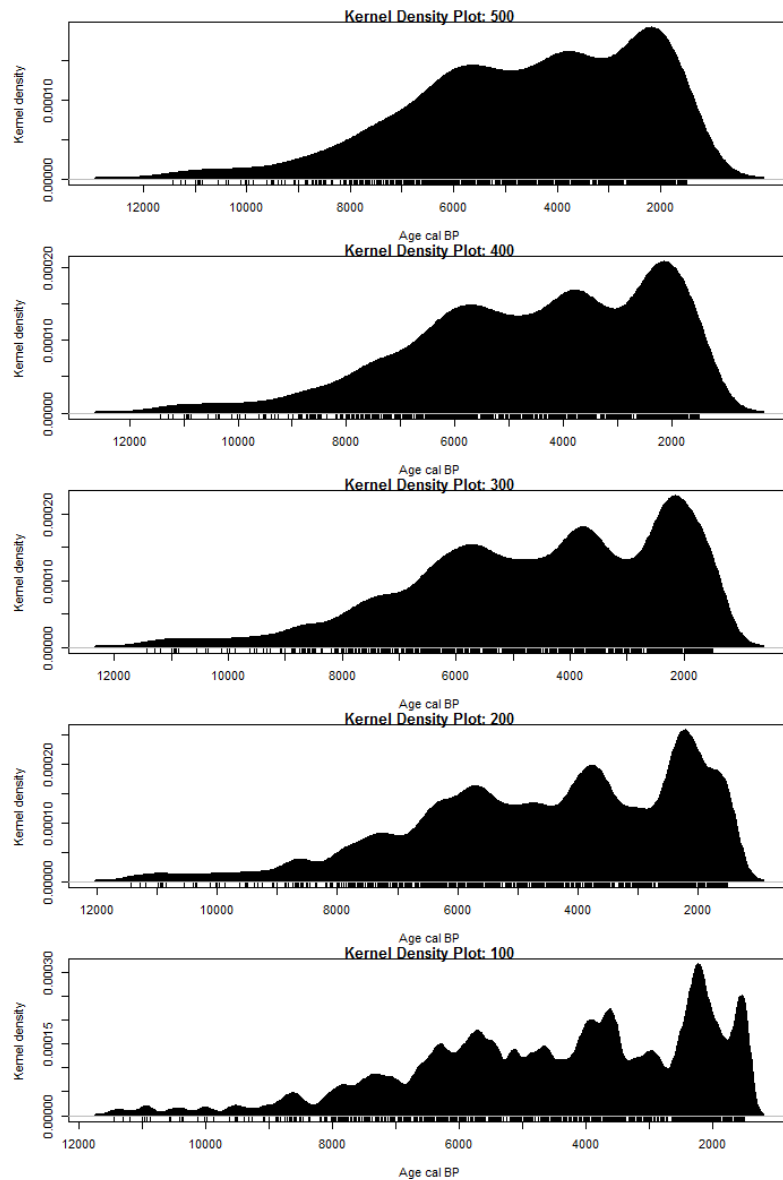 Kernel Density Plot: 500
Kernel density
0.00000
0.00010
12000 10000 8000 6000 4000 2000
Age cal BP
Kernel Density Plot: 400
Kernel density
0.00000
0.00010
0.00020
12000 10000 8000 6000 4000 2000
Age cal BP
Kernel Density Plot: 300
Kernel density
0.00000
0.00010
0.00020
12000 10000 8000 6000 4000 2000
Age cal BP
Kernel Density Plot: 200
Kernel density
0.00000
0.00010
0.00020
12000 10000 8000 6000 4000 2000
Age cal BP
Kernel Density Plot: 100
Kernel density
0.00000
0.00015
0.00030
12000 10000 8000 6000 4000 2000
Age cal BP